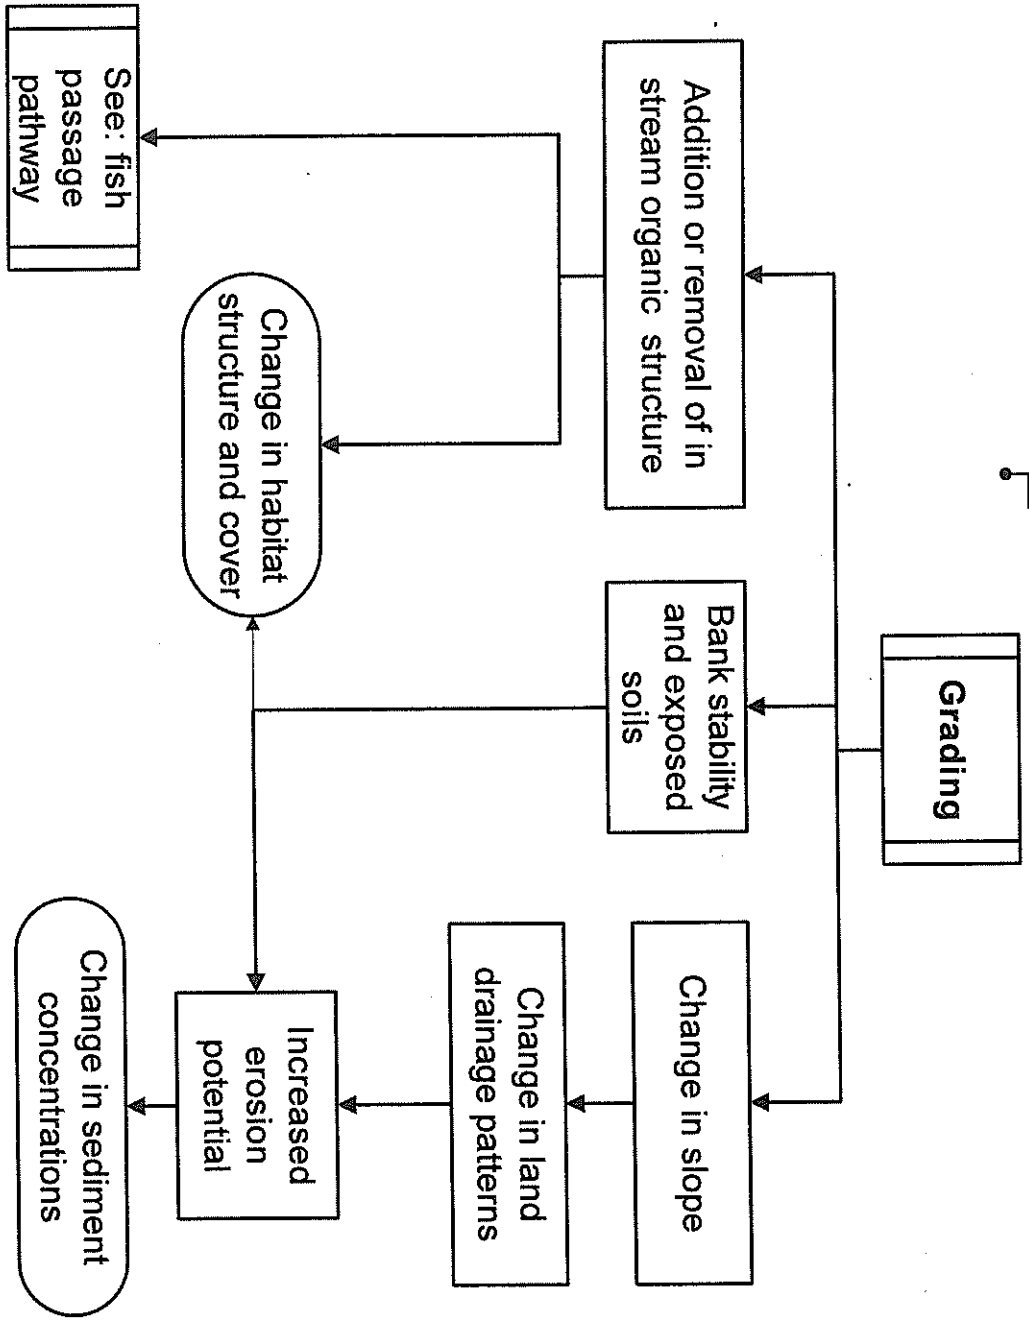 Grading
Addition or removal of in
stream organic structure
Bank stability
and exposed
soils
Change in slope
Change in land
drainage patterns
See: fish
passage
pathway
Change in habitat
structure and cover
Increased
erosion
potential
Change in sediment
concentrations